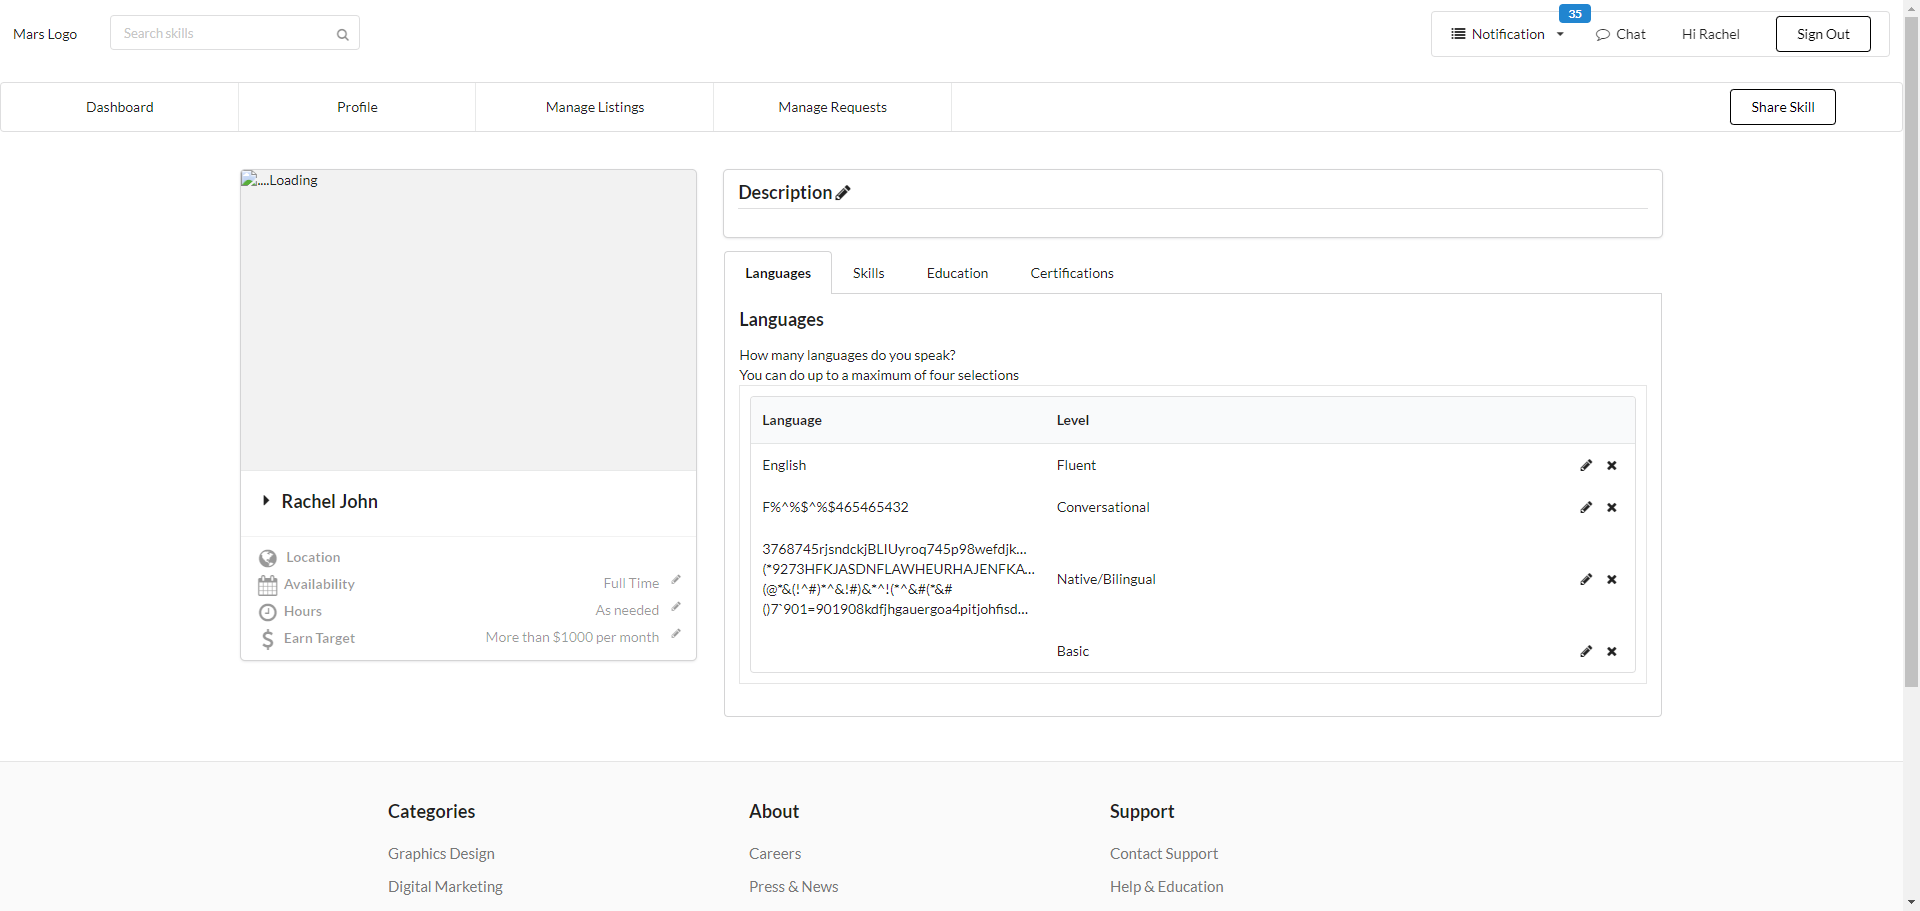 Mars Logo
Search skills
35
Notification
Chat
Hi Rachel
Sign Out
Dashboard
Profile
Manage Listings
Manage Requests
Share Skill
....Loading
Rachel John
Location
Availability
Full Time
Hours
As needed
Earn Target
More than $1000 per month
Description
Languages
Skills
Education
Certifications
Languages
How many languages do you speak?
You can do up to a maximum of four selections
Language
Level
English
Fluent
F%^%$^%$465465432
Conversational
3768745rjsndckjBLIUyroq745p98wefdjk...
(*9273HFKJASDNFLAWHEURHAJENFKA...
(@*&(!^#)*^&!#)&*^!(*^&#(*&#
()7`901=901908kdfjhgauergoa4pitjohfisd...
Native/Bilingual
Basic
Categories
About
Support
Graphics Design
Careers
Contact Support
Digital Marketing
Press & News
Help & Education